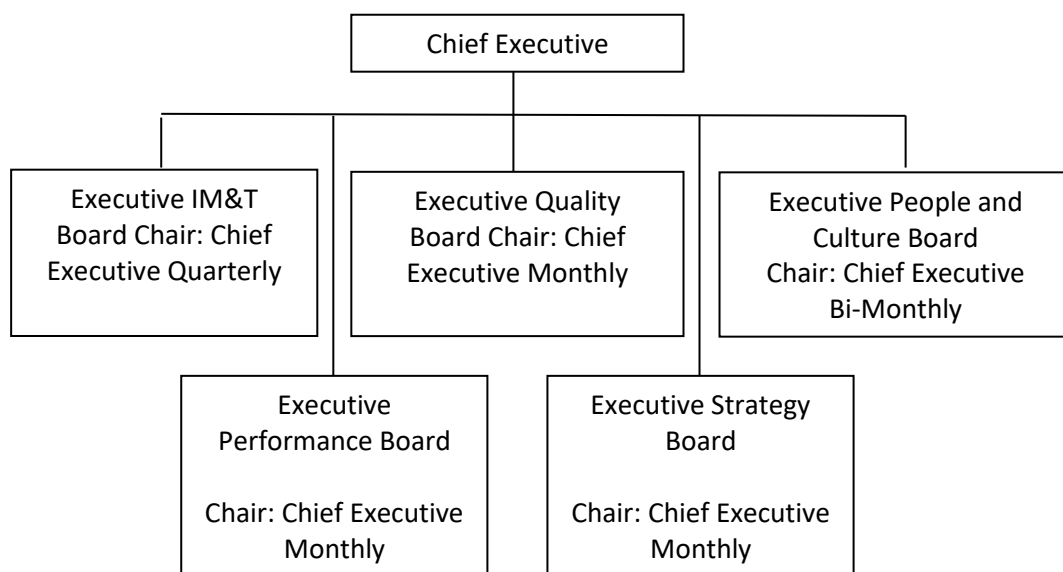 Chief Executive
Executive IM&T
Board Chair: Chief
Executive Quarterly
Executive Quality
Board Chair: Chief
Executive Monthly
Executive People and
Culture Board
Chair: Chief Executive
Bi-Monthly
Executive
Performance Board
Chair: Chief Executive
Monthly
Executive Strategy
Board
Chair: Chief Executive
Monthly